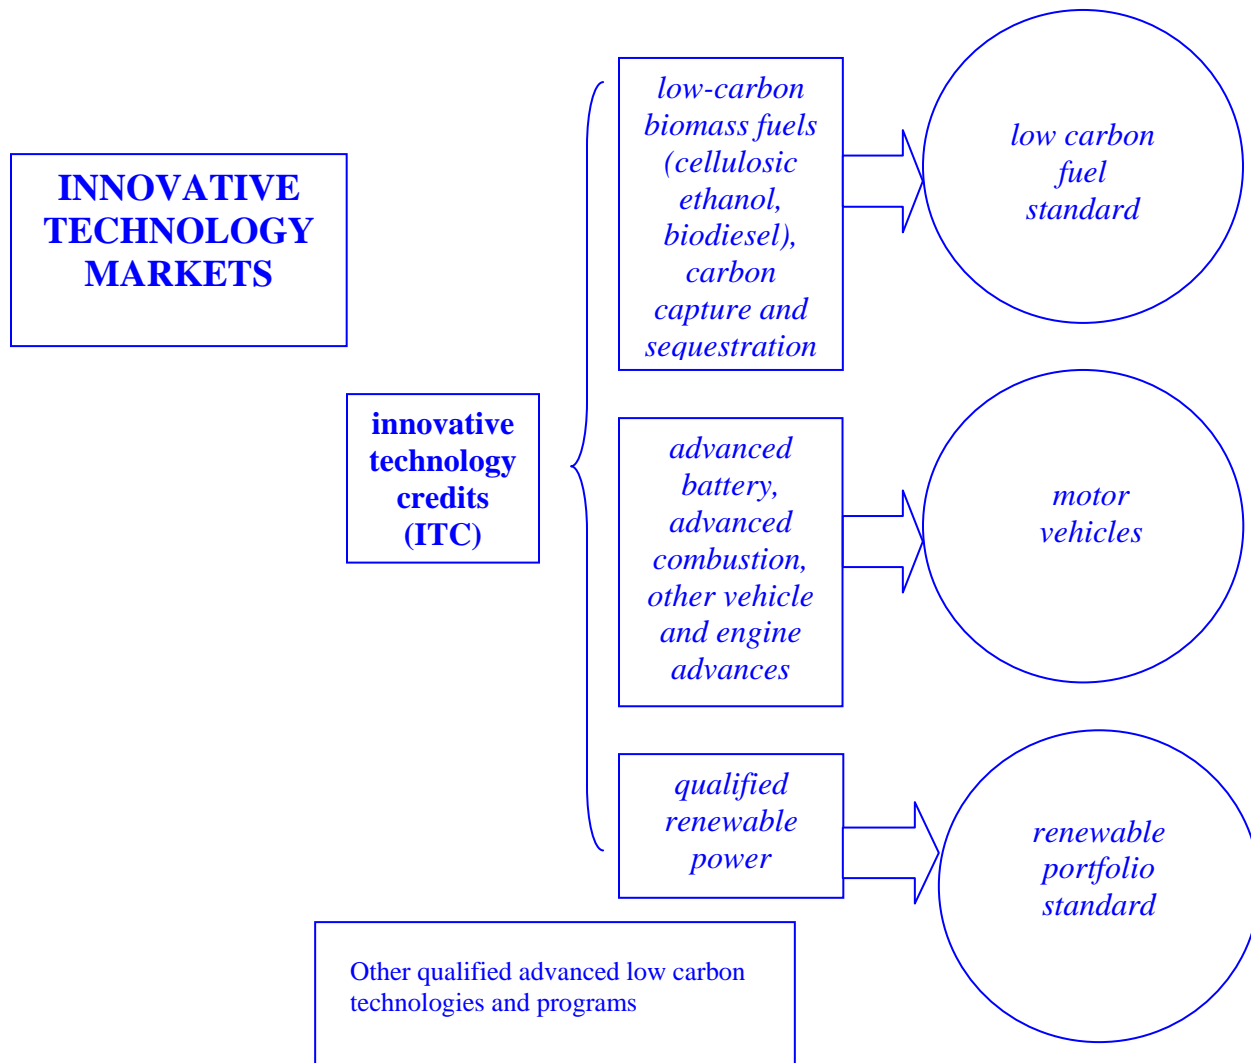 INNOVATIVE
TECHNOLOGY
MARKETS
innovative
technology
credits
(ITC)
low-carbon
biomass fuels
(cellulosic
ethanol,
biodiesel),
carbon
capture and
sequestration
low carbon
fuel
standard
advanced
battery,
advanced
combustion,
other vehicle
and engine
advances
motor
vehicles
qualified
renewable
power
renewable
portfolio
standard
Other qualified advanced low carbon
technologies and programs